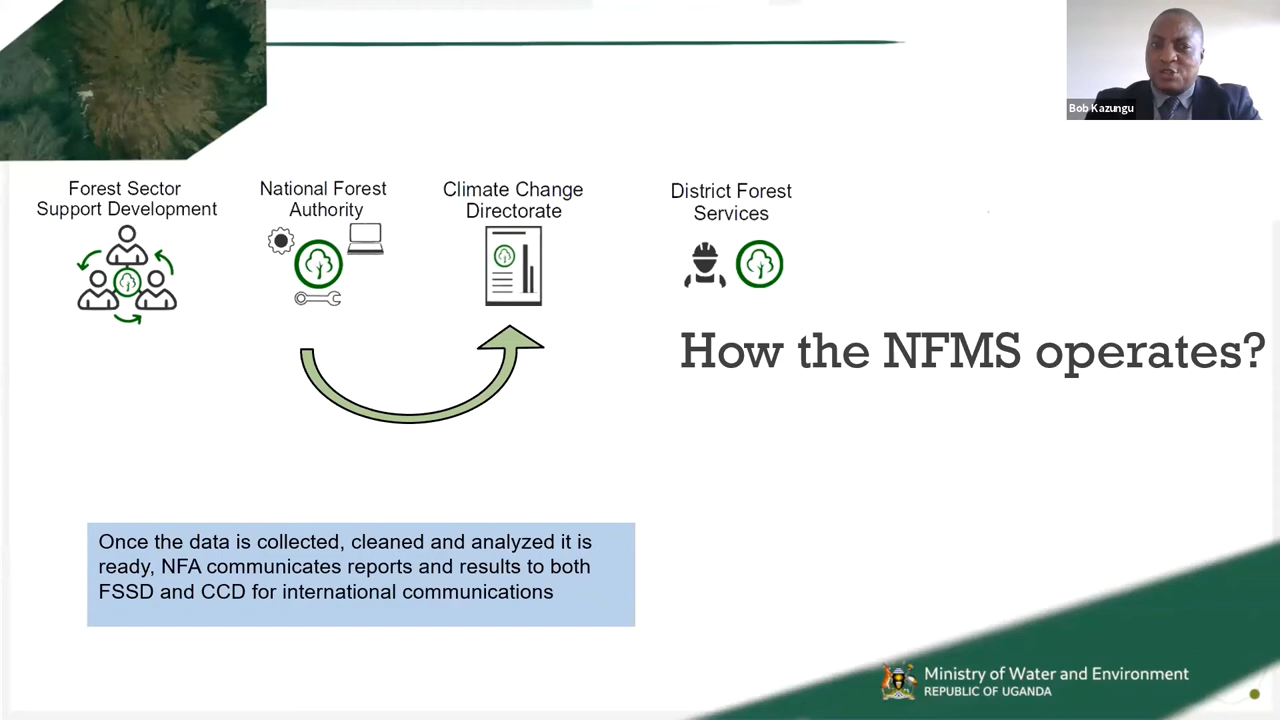 Bob Kazungu
Forest Sector
Support Development
National Forest
Authority
Climate Change
Directorate
District Forest
Services
How the NFMS operates?
Once the data is collected, cleaned and analyzed it is
ready, NFA communicates reports and results to both
FSSD and CCD for international communications
Ministry of Water and Environment
REPUBLIC OF UGANDA